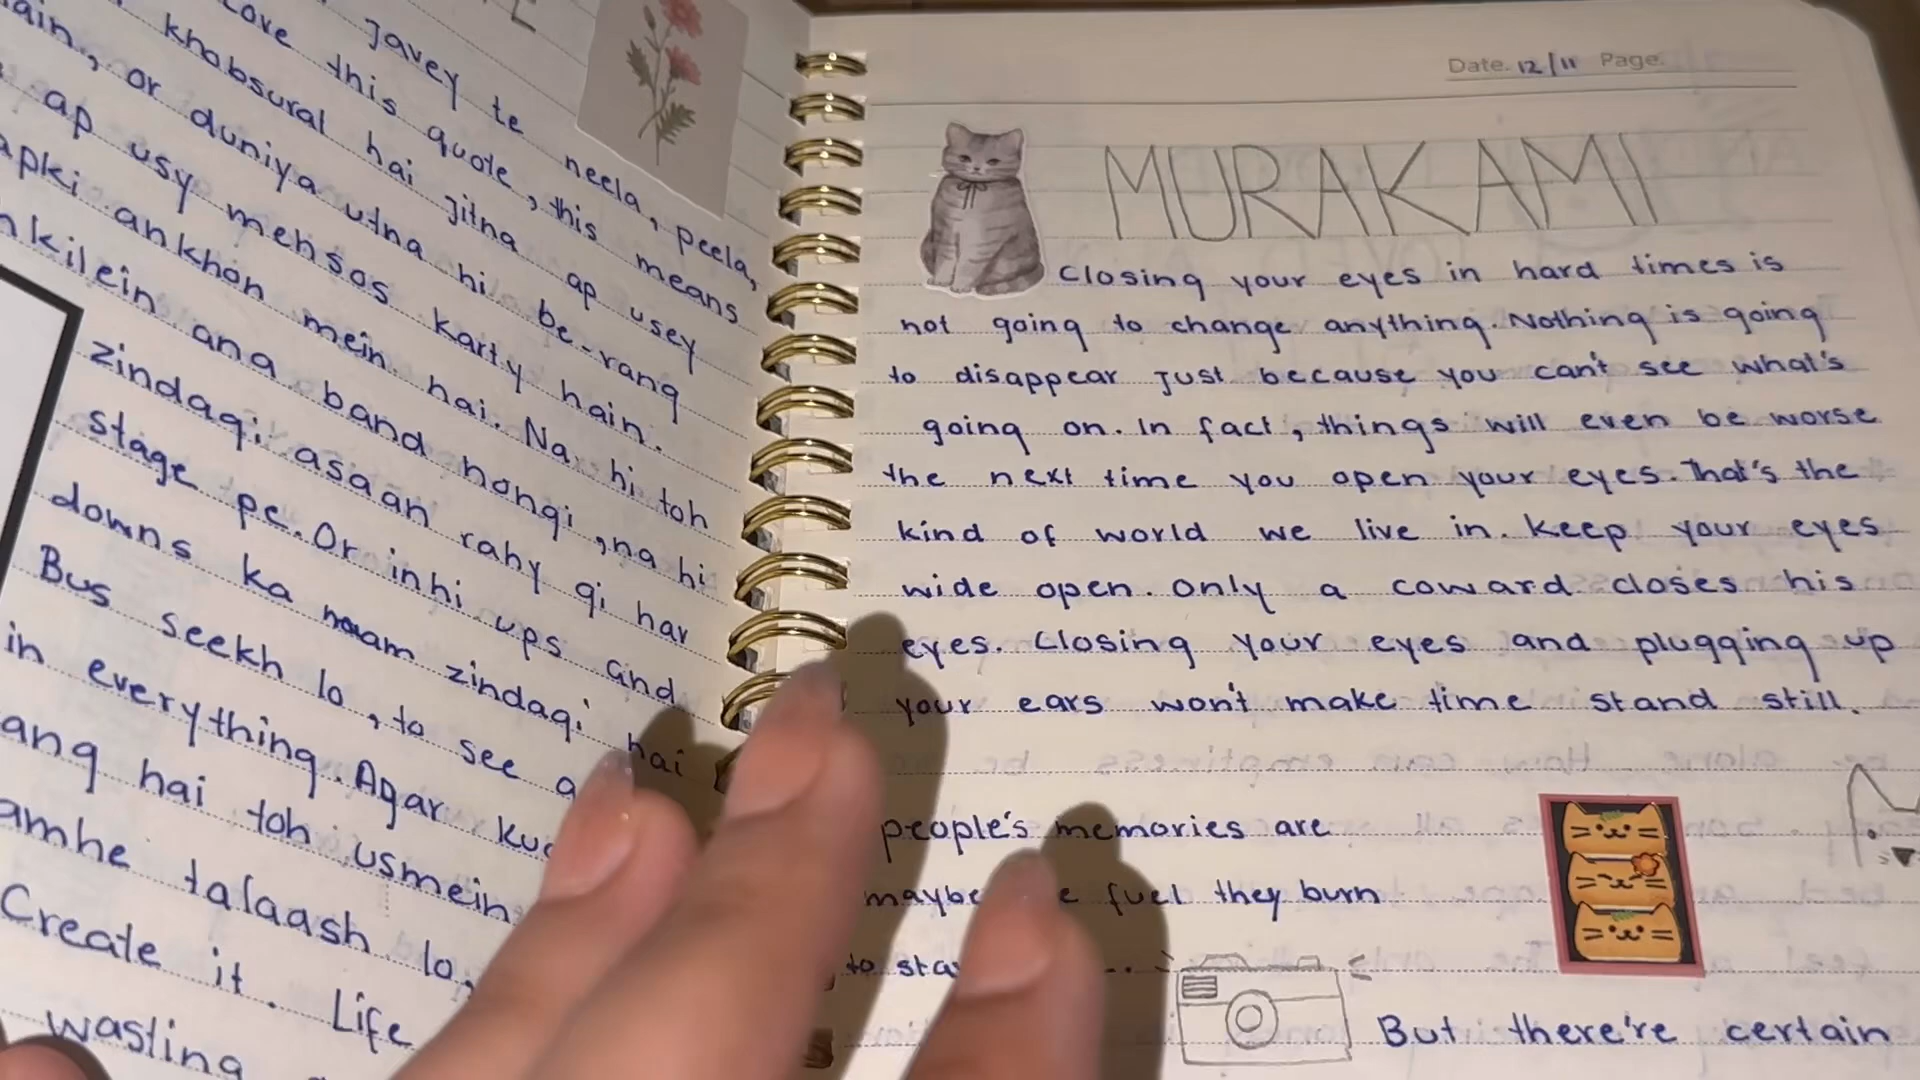 Javey te neela, peela,
Love this quote, this means
khobsural hai jitna ap usey
ain, or duniya utna hi be-rang
ap usy mehsos karty hain.
apki ankhon mein hai. Na hi toh
nkilein ana band hongi, na hi
zindagi asaan rahy gi har
stage pe. Or inhi ups and
downs ka naam zindagi hai
Bus seekh lo, to see a
in everything. Agar kuc
ang hai toh usmein
amhe talaash lo,
Create it. Life
wasting
Date. 12/11 Page.
MURAKAMI
Closing your eyes in hard times is
not going to change anything. Nothing is going
to disappear just because you can't see what's
going on. In fact, things will even be worse
the next time you open your eyes. That's the
kind of world we live in. Keep your eyes
wide open. Only a coward closes his
eyes. Closing your eyes and plugging up
your ears won't make time stand still.
people's memories are
maybe fuel they burn
to sta ..
But there're certain